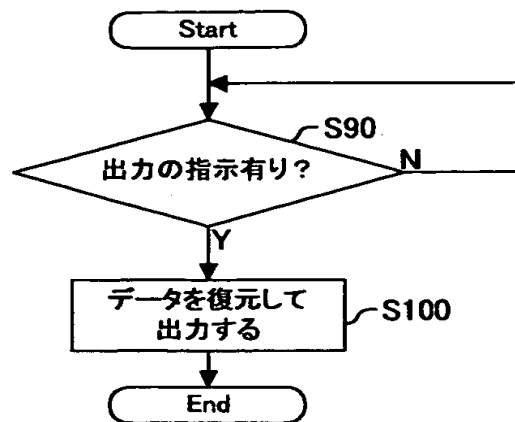 Start
S90
出力の指示有り?
N
Y
データを復元して
出力する
S100
End